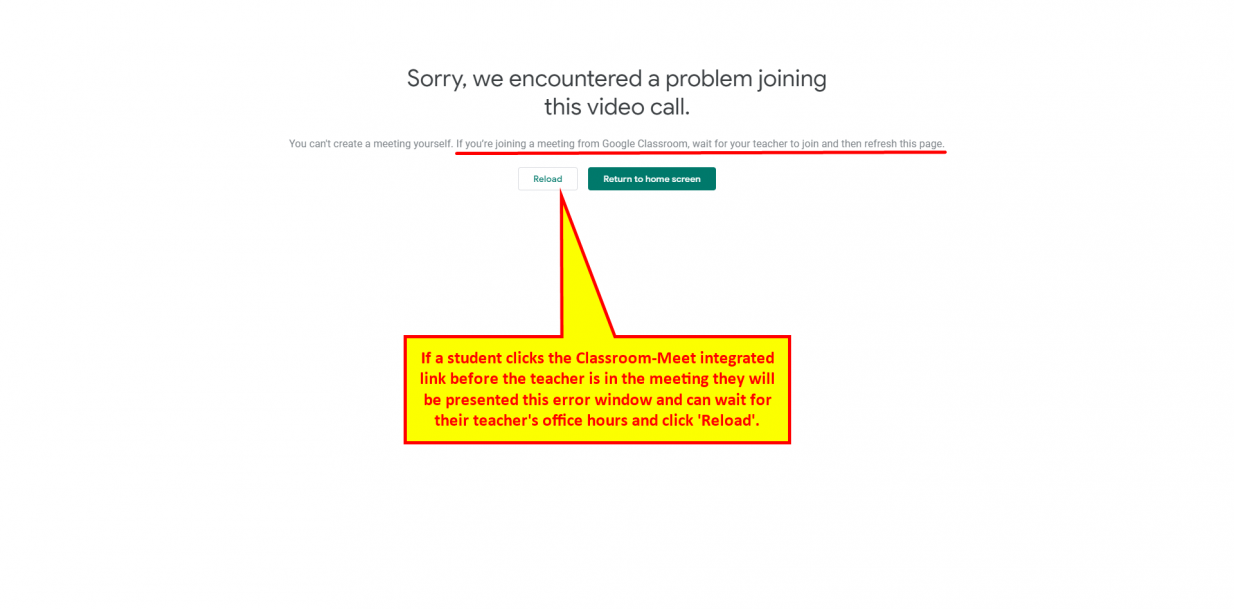 Sorry, we encountered a problem joining
this video call.
You can't create a meeting yourself. If you're joining a meeting from Google Classroom, wait for your teacher to join and then refresh this page.
Reload
Return to home screen
If a student clicks the Classroom-Meet integrated
link before the teacher is in the meeting they will
be presented this error window and can wait for
their teacher's office hours and click 'Reload'.